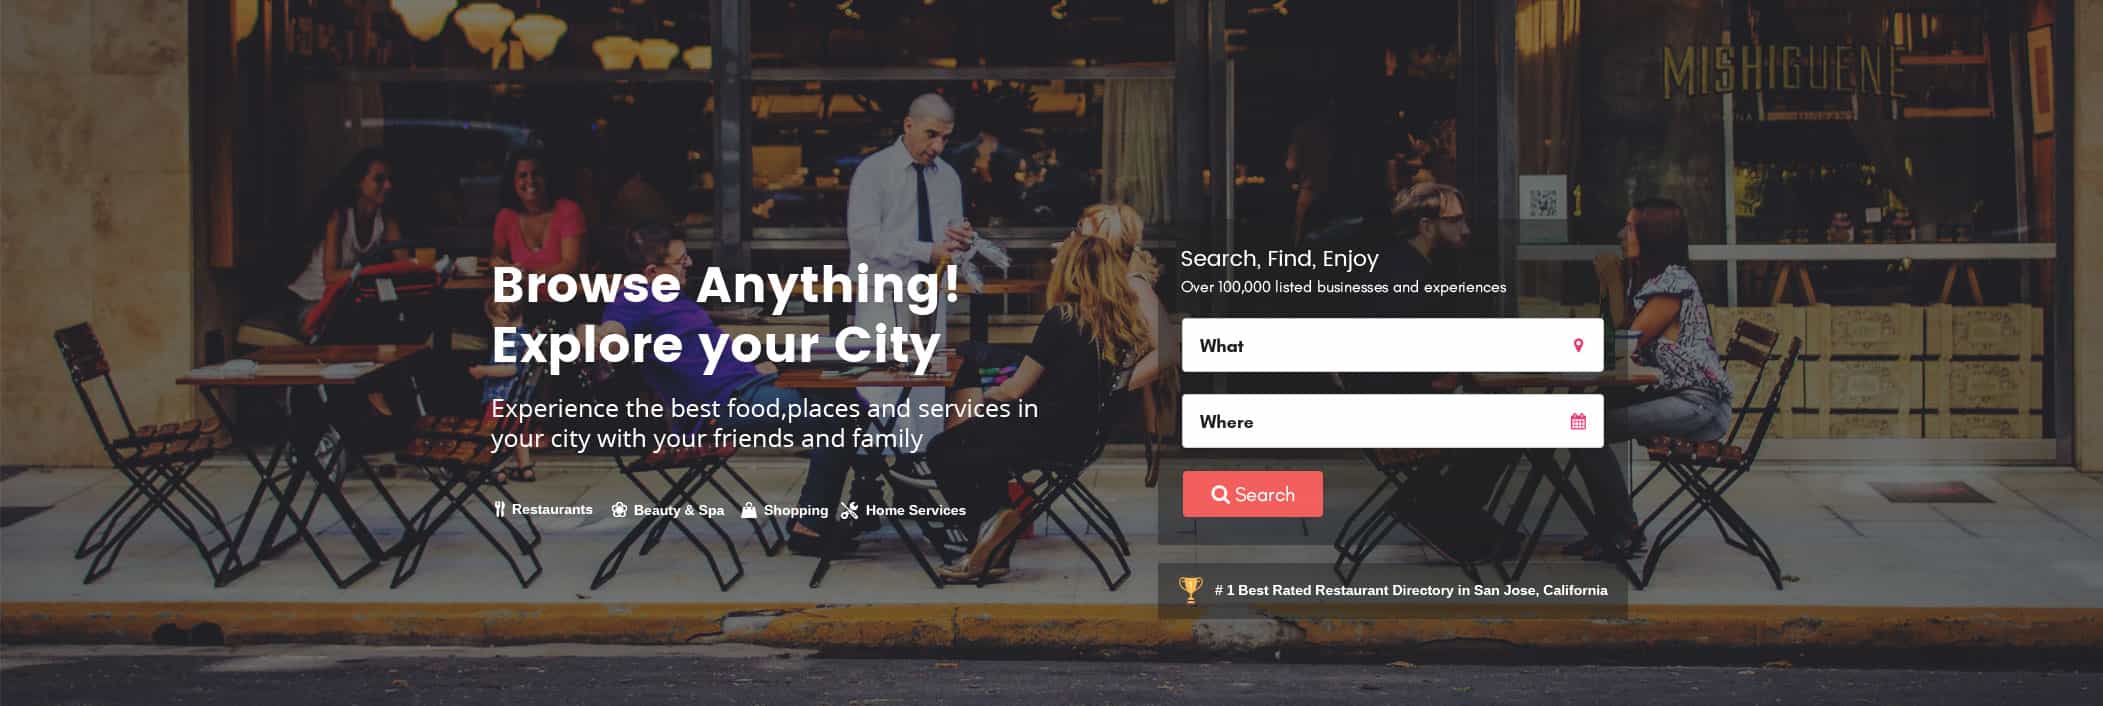 MISHIGUENE
Browse Anything!
Explore your City
Experience the best food,places and services in
your city with your friends and family
Restaurants
Beauty & Spa
Shopping
Home Services
Search, Find, Enjoy
Over 100,000 listed businesses and experiences
What
Where
Search
# 1 Best Rated Restaurant Directory in San Jose, California